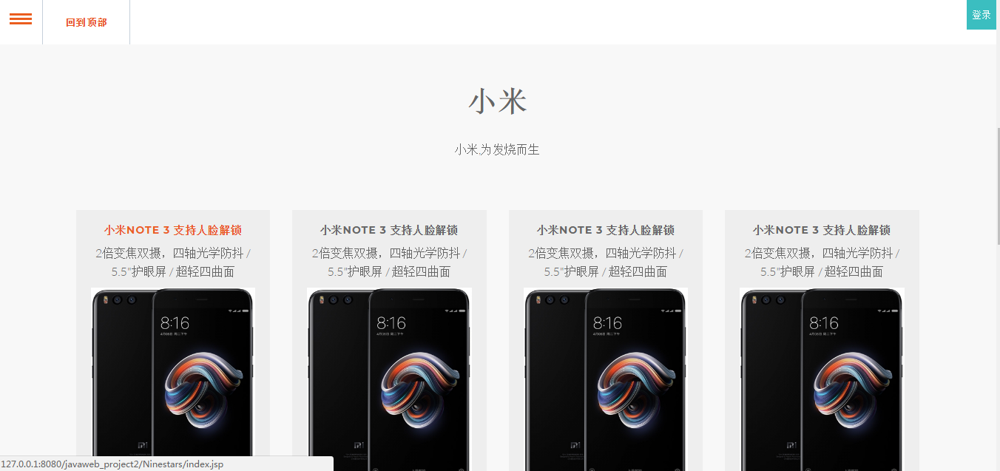 回到顶部
登录
小米
小米,为发烧而生
小米NOTE 3 支持人脸解锁
2倍变焦双摄，四轴光学防抖 /
5.5"护眼屏 / 超轻四曲面
8:16
小米NOTE 3 支持人脸解锁
2倍变焦双摄，四轴光学防抖 /
5.5"护眼屏 / 超轻四曲面
8:16
小米NOTE 3 支持人脸解锁
2倍变焦双摄，四轴光学防抖 /
5.5"护眼屏 / 超轻四曲面
8:16
小米NOTE 3 支持人脸解锁
2倍变焦双摄，四轴光学防抖 /
5.5"护眼屏 / 超轻四曲面
8:16
127.0.0.1:8080/javaweb_project2/Ninestars/index.jsp